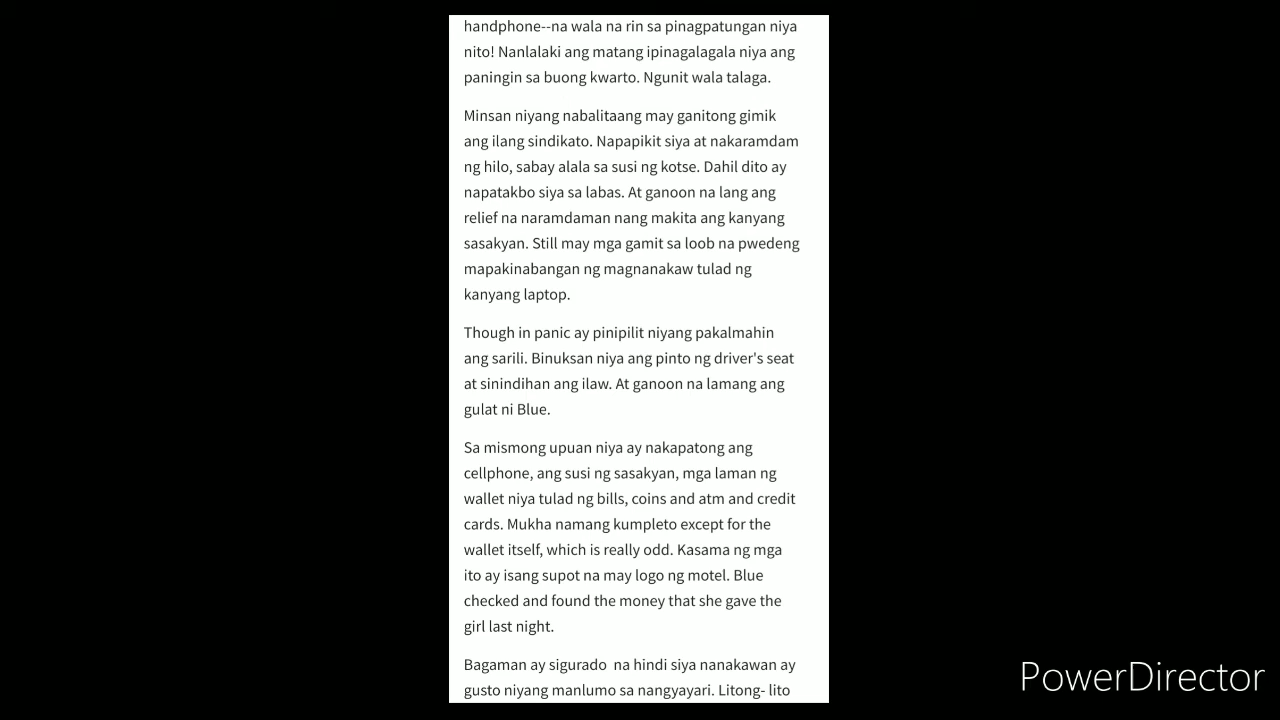 handphone--na wala na rin sa pinagpatungan niya
nito! Nanlalaki ang matang ipinagalagala niya ang
paningin sa buong kwarto. Ngunit wala talaga.
Minsan niyang nabalitaang may ganitong gimik
ang ilang sindikato. Napapikit siya at nakaramdam
ng hilo, sabay alala sa susi ng kotse. Dahil dito ay
napatakbo siya sa labas. At ganoon na lang ang
relief na naramdaman nang makita ang kanyang
sasakyan. Still may mga gamit sa loob na pwedeng
mapakinabangan ng magnanakaw tulad ng
kanyang laptop.
Though in panic ay pinipilit niyang pakalmahin
ang sarili. Binuksan niya ang pinto ng driver's seat
at sinindihan ang ilaw. At ganoon na lamang ang
gulat ni Blue.
Sa mismong upuan niya ay nakapatong ang
cellphone, ang susi ng sasakyan, mga laman ng
wallet niya tulad ng bills, coins and atm and credit
cards. Mukha namang kumpleto except for the
wallet itself, which is really odd. Kasama ng mga
ito ay isang supot na may logo ng motel. Blue
checked and found the money that she gave the
girl last night.
Bagaman ay sigurado  na hindi siya nanakawan ay
gusto niyang manlumo sa nangyayari. Litong- lito
PowerDirector